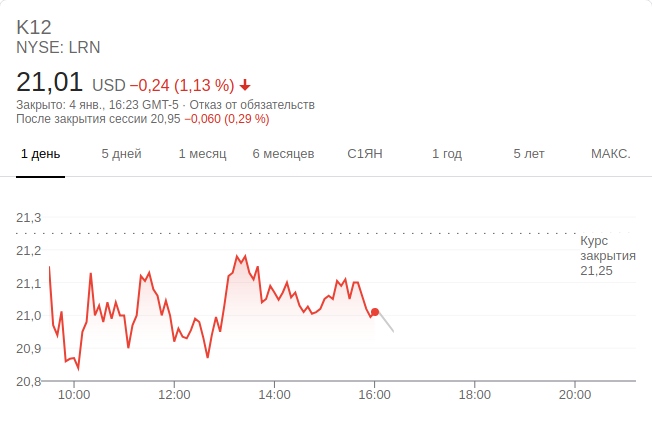 K12
NYSE: LRN
21,01 USD −0,24 (1,13 %)
Закрыто: 4 янв., 16:23 GMT-5 · Отказ от обязательств
После закрытия сессии 20,95 −0,060 (0,29 %)
1 день 5 дней 1 месяц 6 месяцев С1ЯН 1 год 5 лет МАКС.
21,3
Курс
закрытия
21,25
21,2
21,1
21,0
20,9
20,8
10:00 12:00 14:00 16:00 18:00 20:00